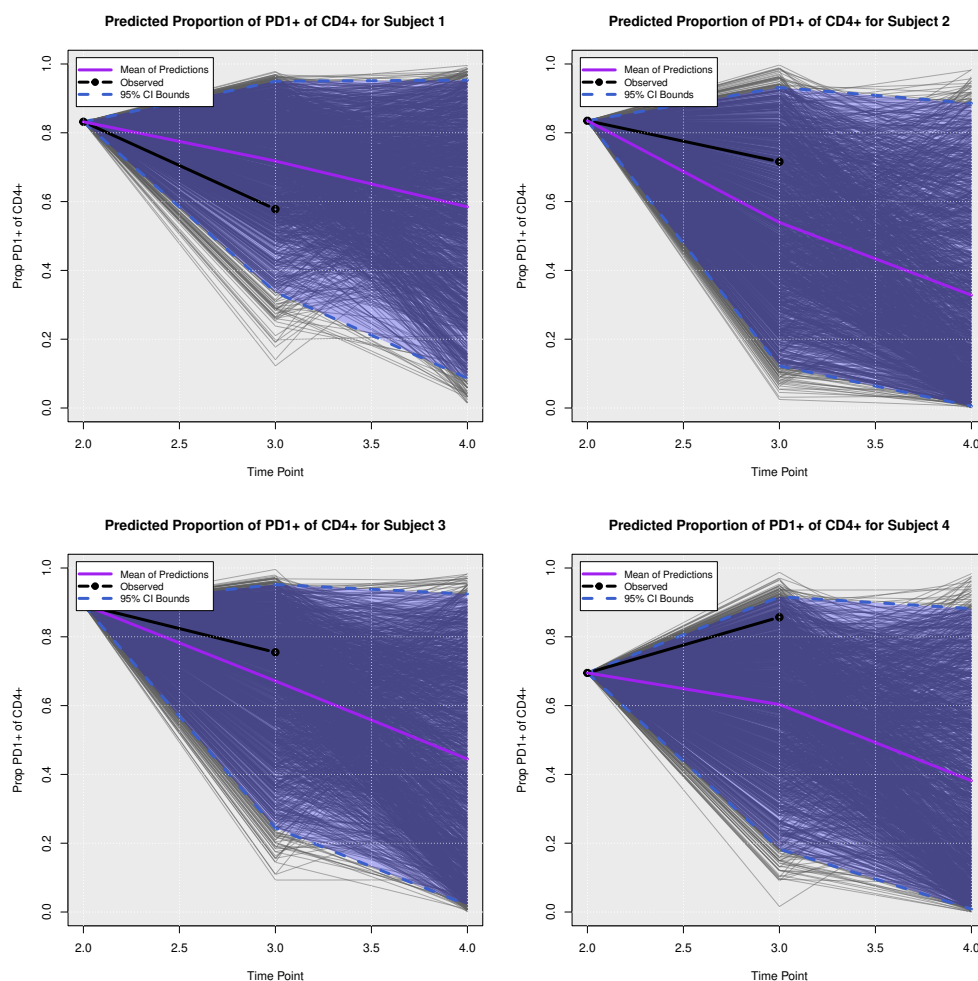 Predicted Proportion of PD1+ of CD4+ for Subject 1
Prop PD1+ of CD4+
1.0
0.8
0.6
0.4
0.2
0.0
Mean of Predictions
Observed
95% CI Bounds
2.0 2.5 3.0 3.5 4.0
Time Point
Predicted Proportion of PD1+ of CD4+ for Subject 2
Prop PD1+ of CD4+
1.0
0.8
0.6
0.4
0.2
0.0
Mean of Predictions
Observed
95% CI Bounds
2.0 2.5 3.0 3.5 4.0
Time Point
Predicted Proportion of PD1+ of CD4+ for Subject 3
Prop PD1+ of CD4+
1.0
0.8
0.6
0.4
0.2
0.0
Mean of Predictions
Observed
95% CI Bounds
2.0 2.5 3.0 3.5 4.0
Time Point
Predicted Proportion of PD1+ of CD4+ for Subject 4
Prop PD1+ of CD4+
1.0
0.8
0.6
0.4
0.2
0.0
Mean of Predictions
Observed
95% CI Bounds
2.0 2.5 3.0 3.5 4.0
Time Point